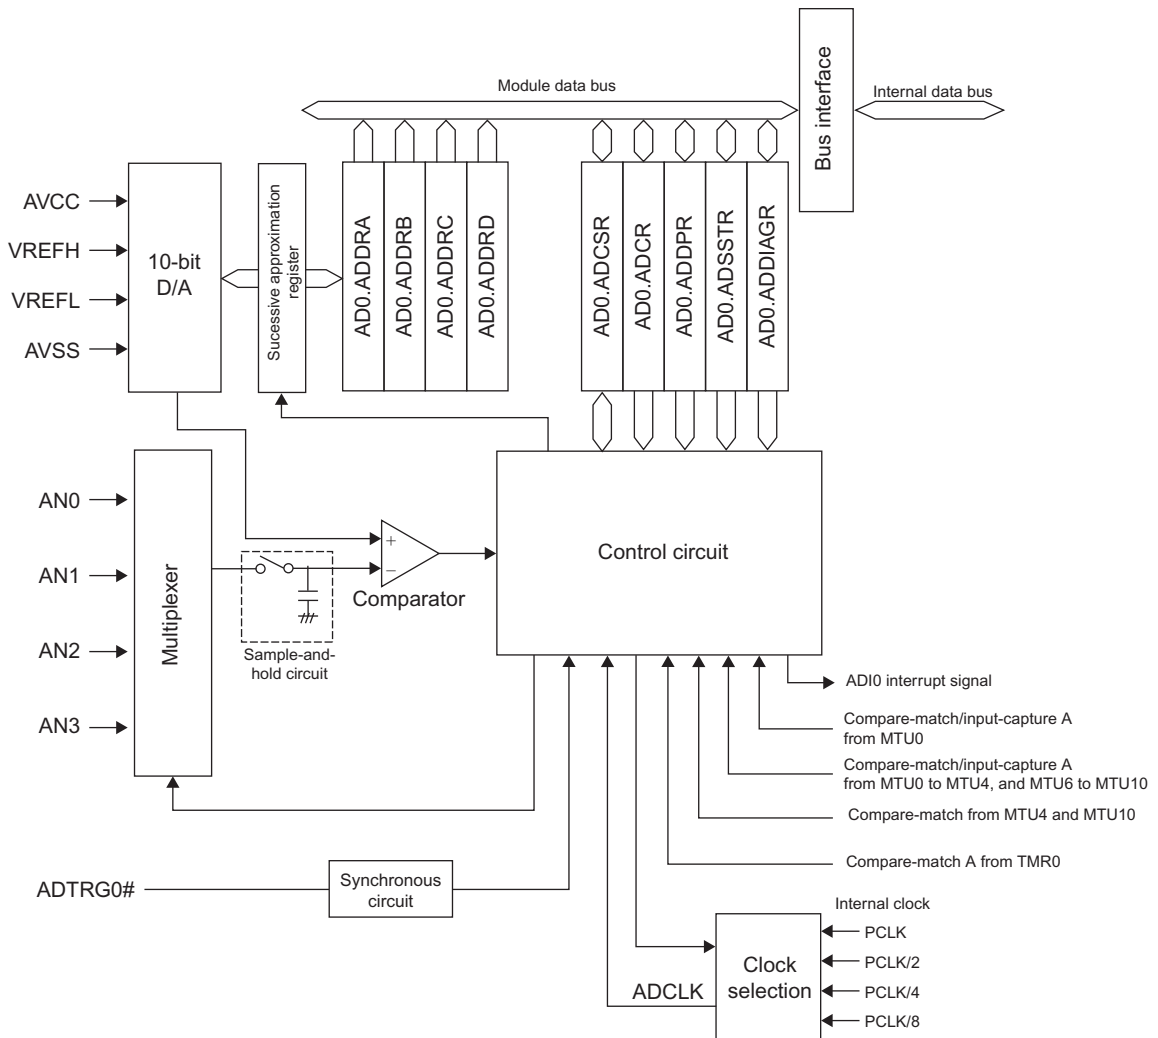 Module data bus
Internal data bus
Bus interface
AVCC
VREFH
VREFL
AVSS
10-bit
D/A
Sucessive approximation
register
AD0.ADDRA
AD0.ADDRB
AD0.ADDRC
AD0.ADDRD
AD0.ADCSR
AD0.ADCR
AD0.ADDPR
AD0.ADSSTR
AD0.ADDIAGR
AN0
AN1
AN2
AN3
Multiplexer
Sample-and-
hold circuit
+
−
Comparator
Control circuit
ADI0 interrupt signal
Compare-match/input-capture A
from MTU0
Compare-match/input-capture A
from MTU0 to MTU4, and MTU6 to MTU10
Compare-match from MTU4 and MTU10
Compare-match A from TMR0
ADTRG0#
Synchronous
circuit
Internal clock
PCLK
PCLK/2
PCLK/4
PCLK/8
Clock
selection
ADCLK